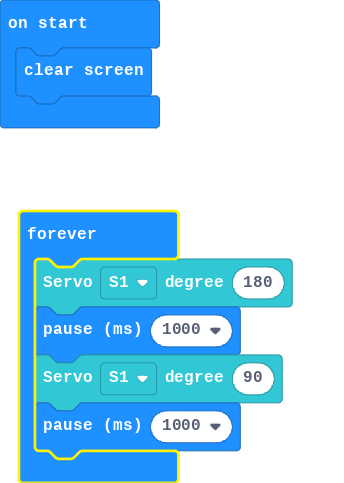 on start
clear screen
forever
Servo S1 degree 180
pause (ms) 1000
Servo S1 degree 90
pause (ms) 1000